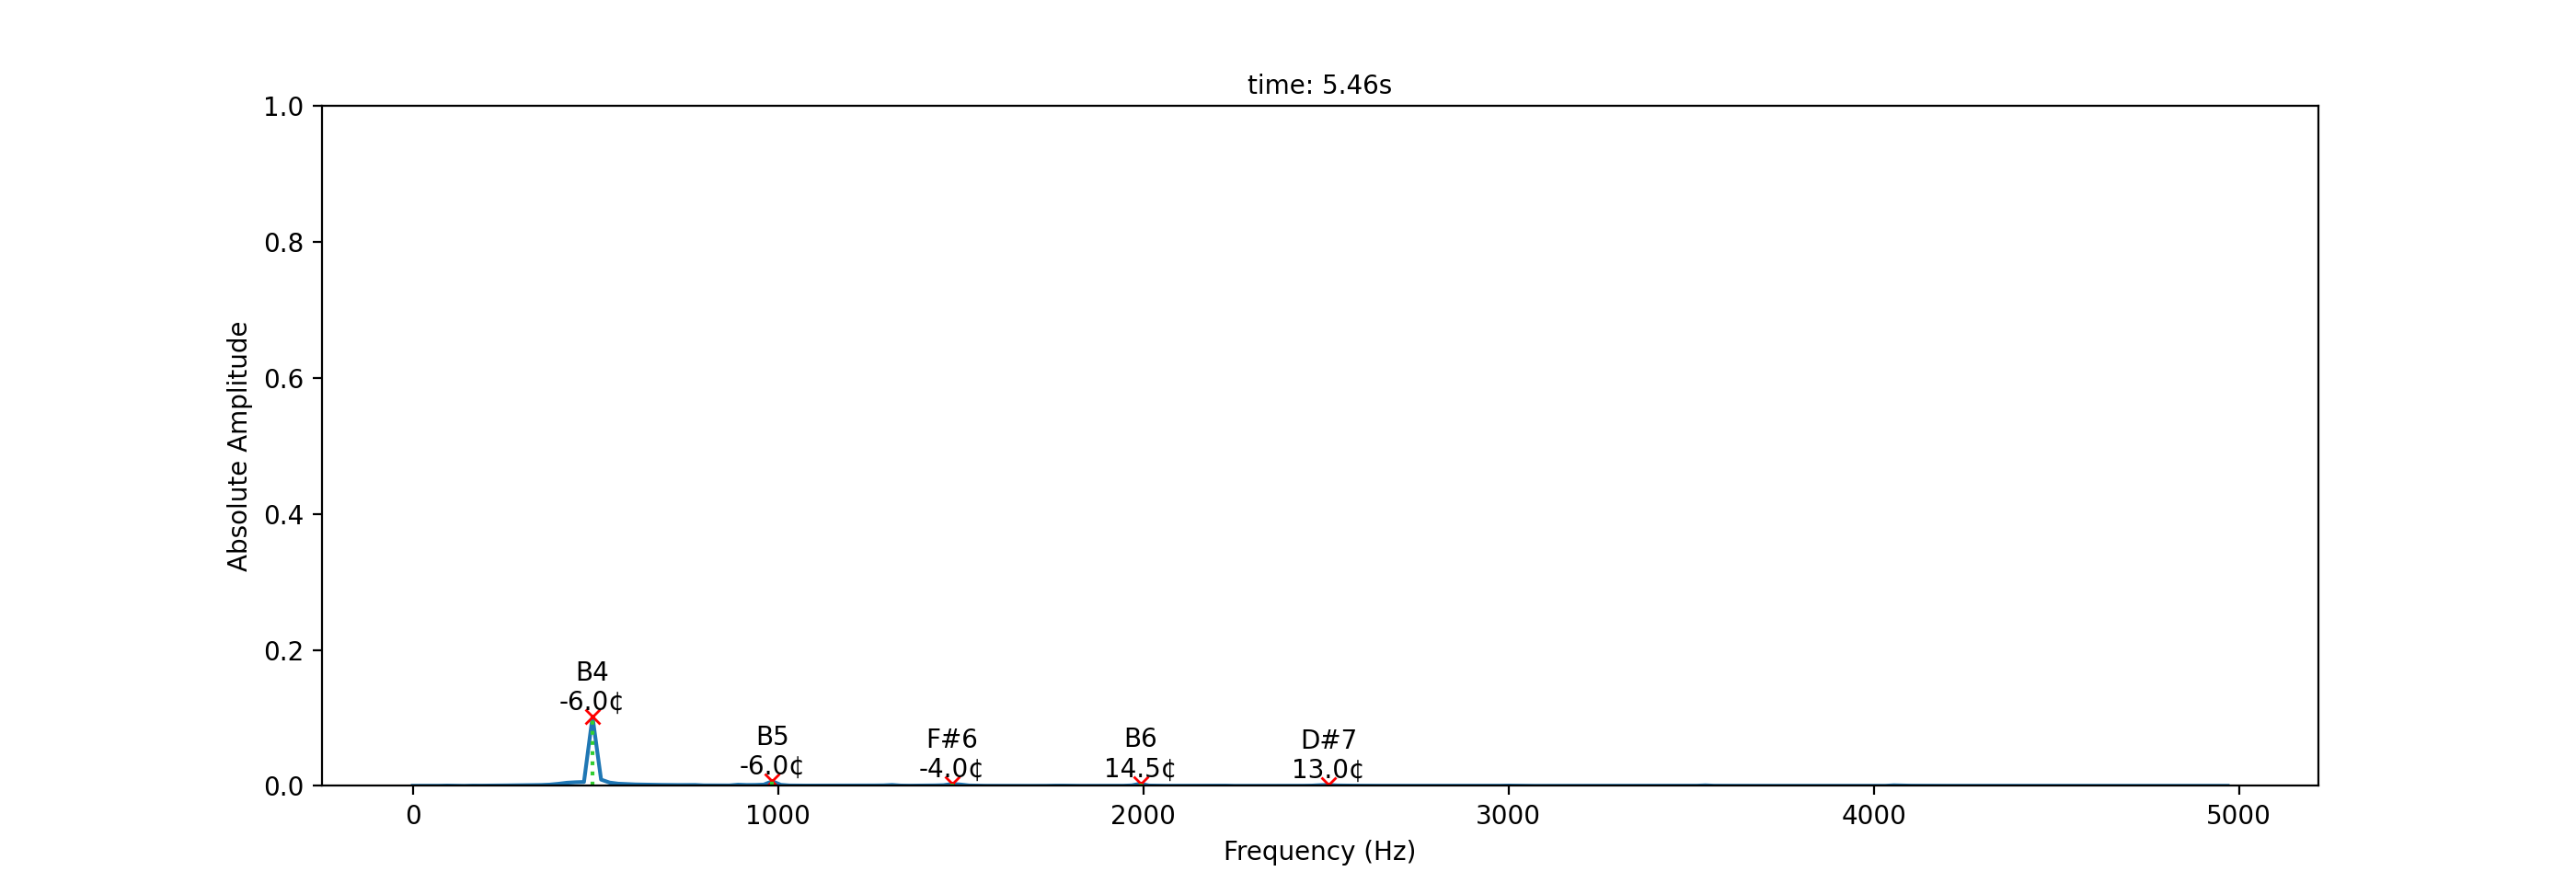 time: 5.46s
1.0
0.8
0.6
0.4
0.2
0.0
Absolute Amplitude
B4
-6.0¢
B5
-6.0¢
F#6
-4.0¢
B6
14.5¢
D#7
13.0¢
0 1000 2000 3000 4000 5000
Frequency (Hz)